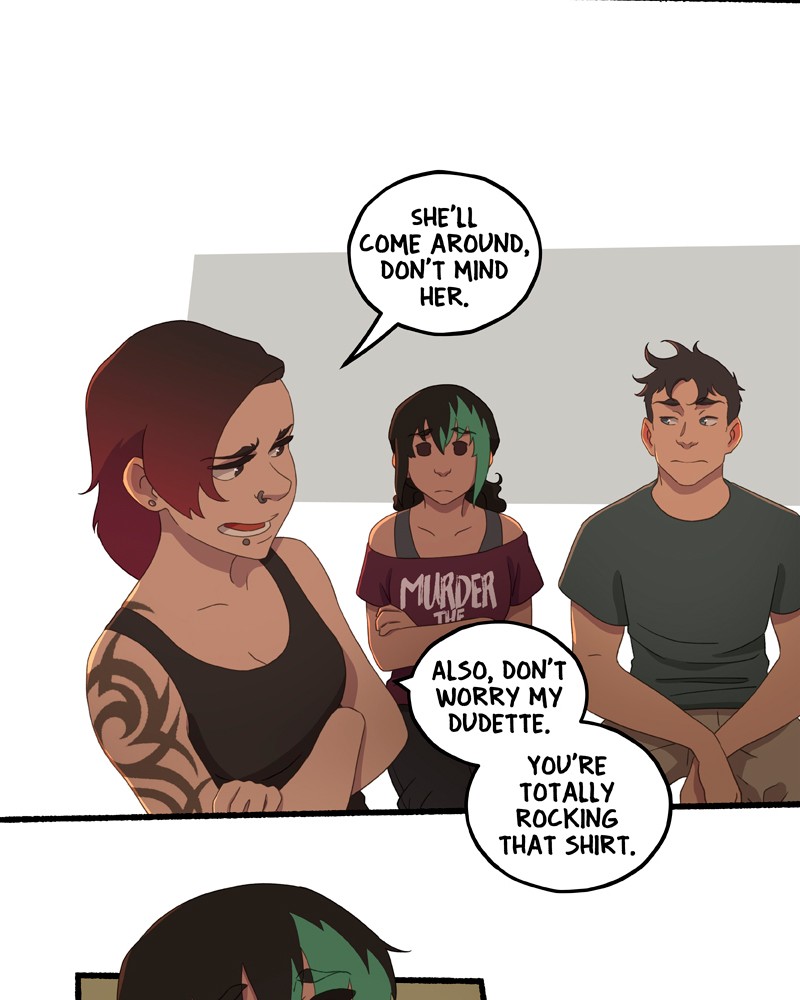 SHE'LL
COME AROUND,
DON'T MIND
HER.
MURDER
THE
ALSO, DON'T
WORRY MY
DUDETTE.
YOU'RE
TOTALLY
ROCKING
THAT SHIRT.